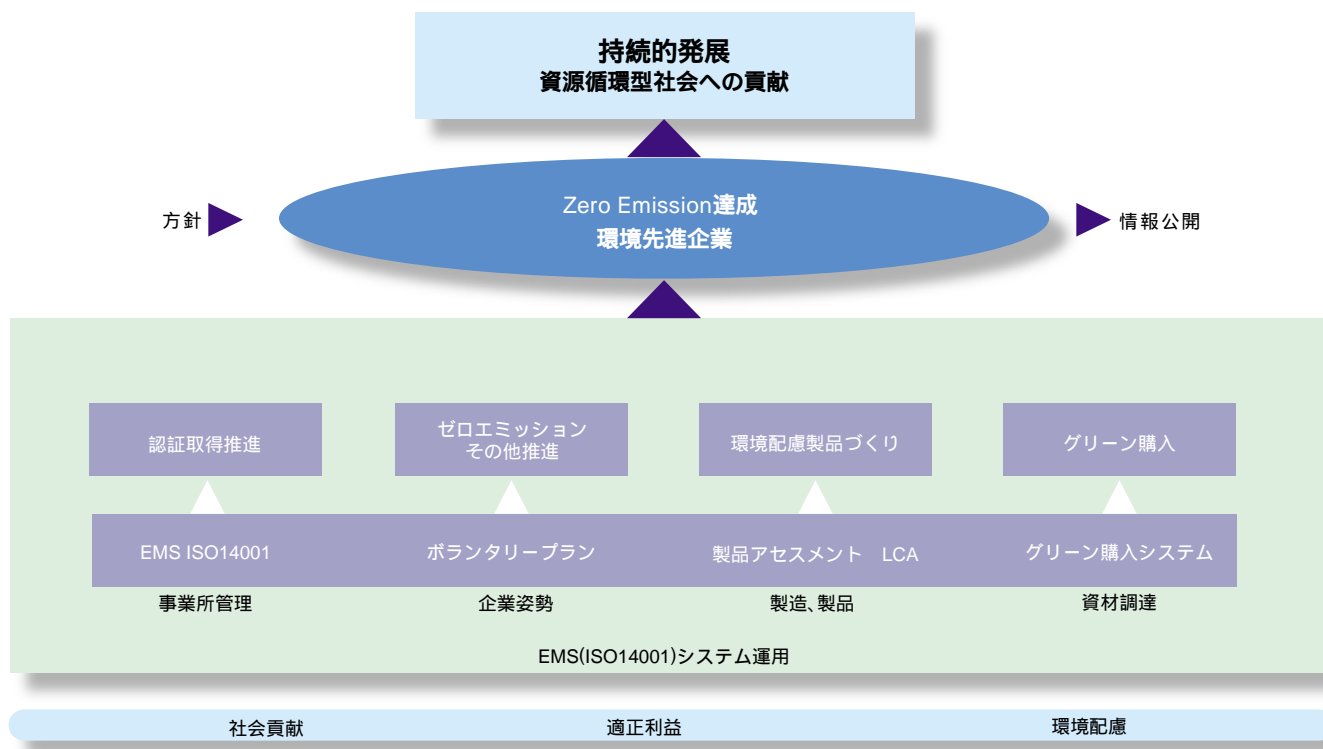 持続的発展
資源循環型社会への貢献
Zero Emission達成
環境先進企業
方針
情報公開
認証取得推進
ゼロエミッション
その他推進
環境配慮製品づくり
グリーン購入
EMS ISO14001
ボランタリープラン
製品アセスメント　LCA
グリーン購入システム
事業所管理
企業姿勢
製造、製品
資材調達
EMS(ISO14001)システム運用
社会貢献
適正利益
環境配慮